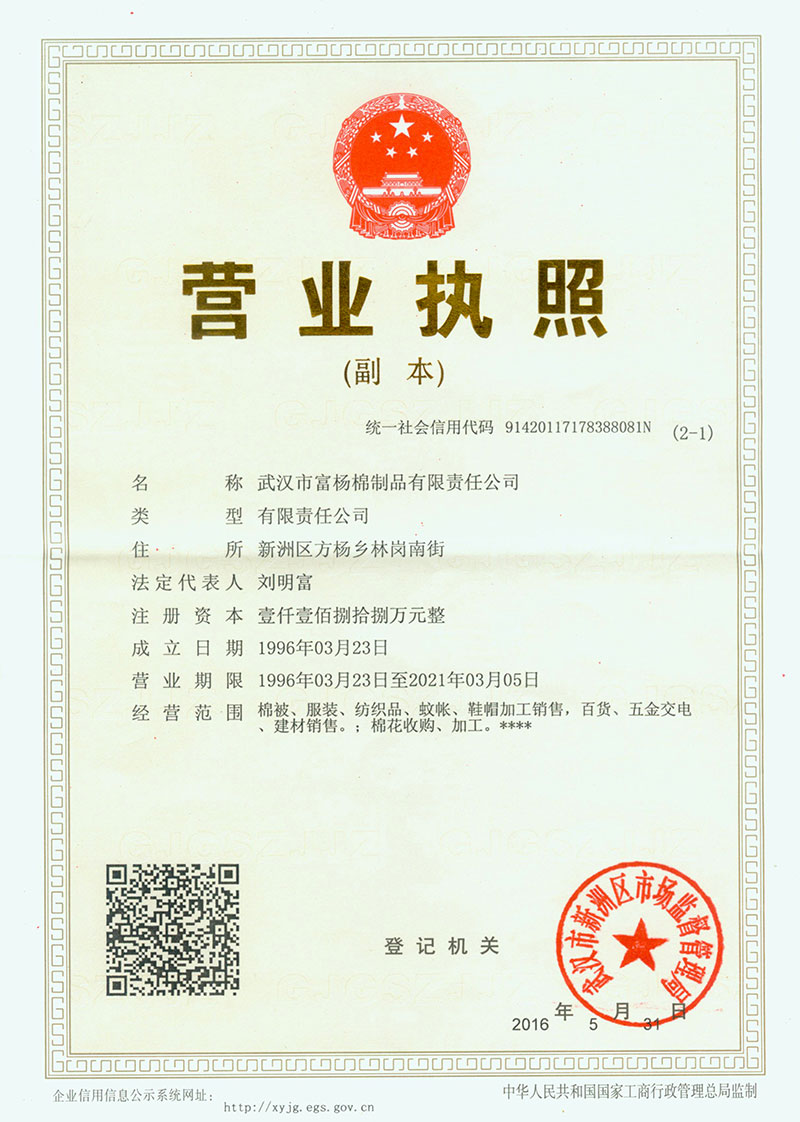 营业执照
(副 本)
统一社会信用代码 91420117178388081N (2-1)
名称 武汉市富杨棉制品有限责任公司
类型 有限责任公司
住所 新洲区方杨乡林岗南街
法定代表人 刘明富
注册资本 壹仟壹佰捌拾捌万元整
成立日期 1996年03月23日
营业期限 1996年03月23日至2021年03月05日
经营范围 棉被、服装、纺织品、蚊帐、鞋帽加工销售，百货、五金交电
、建材销售。；棉花收购、加工。****
武汉市新洲区市场监督管理局
登记机关
2016年5月31日
企业信用信息公示系统网址：
http://xyjg.egs.gov.cn
中华人民共和国国家工商行政管理总局监制